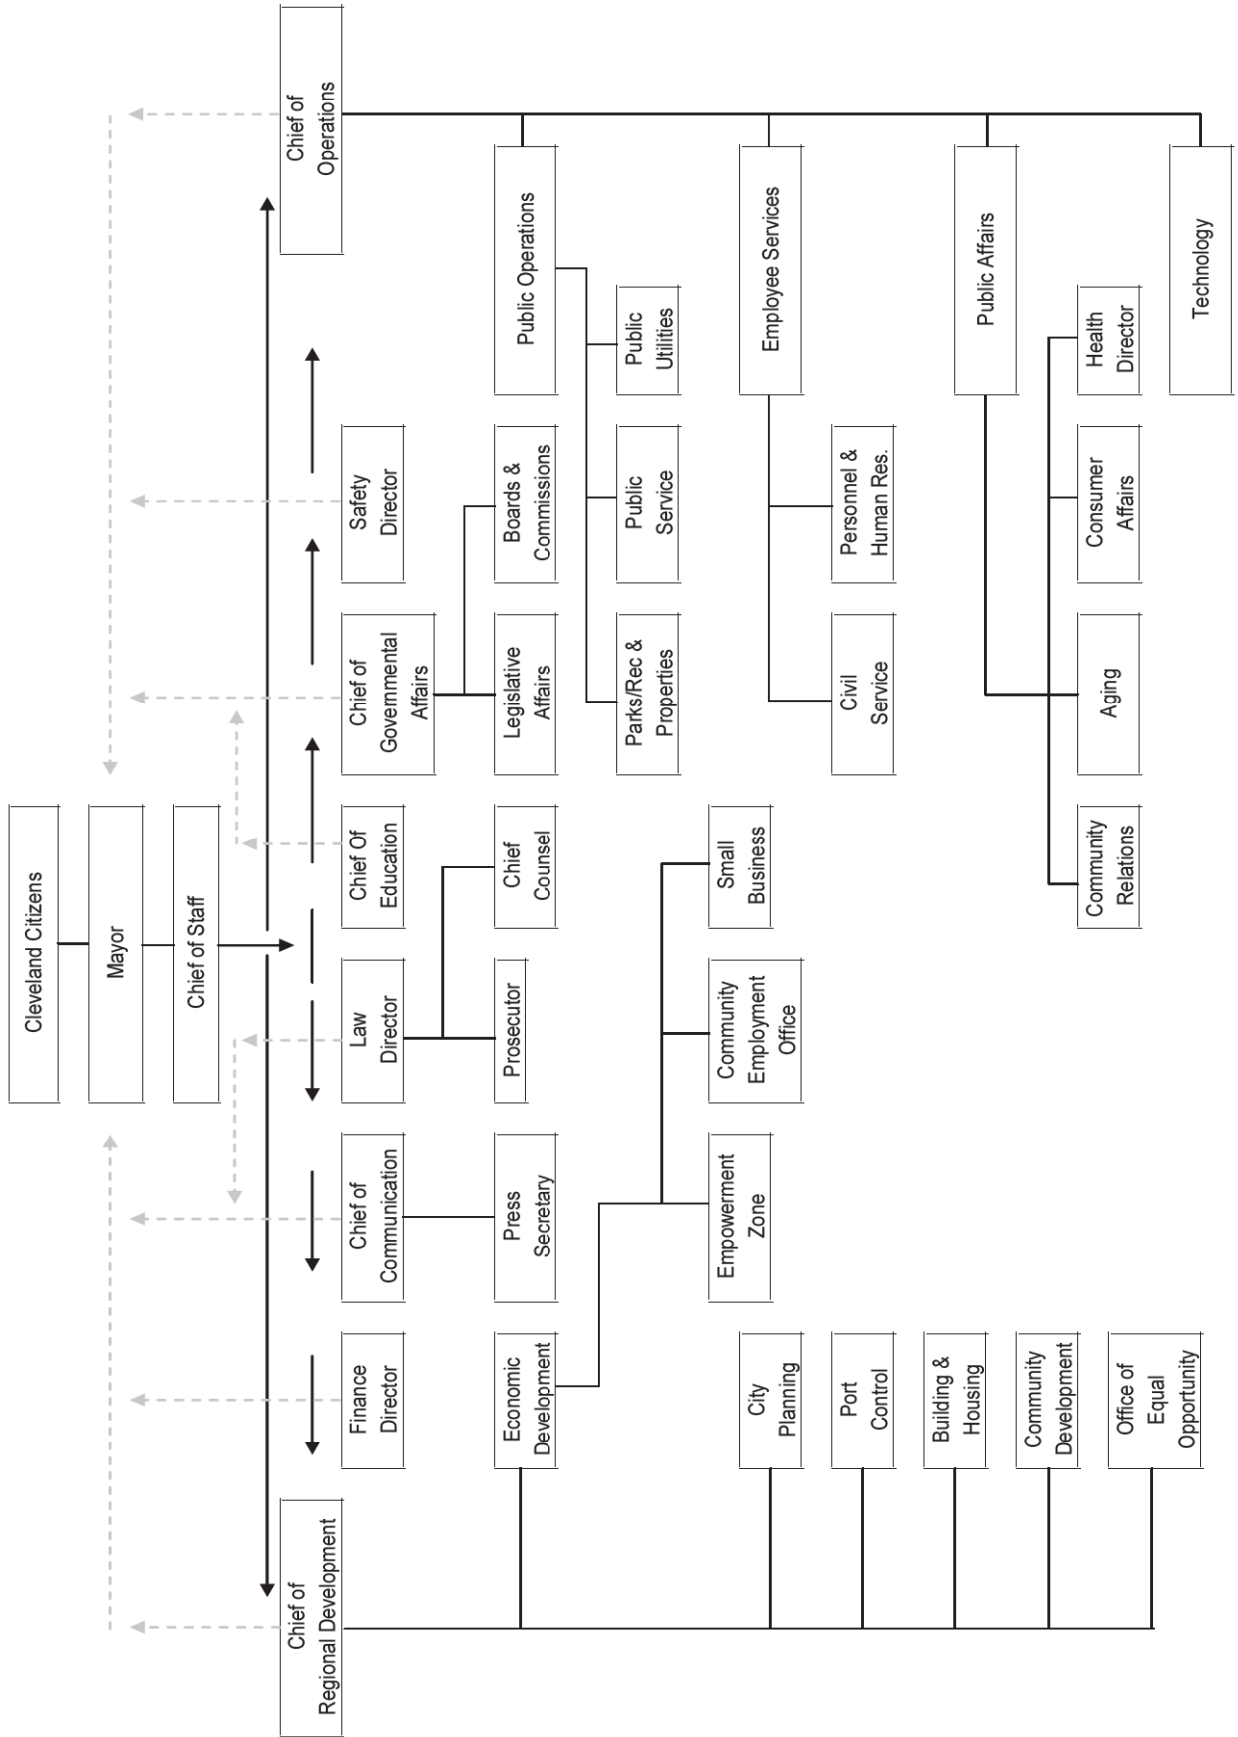 Cleveland Citizens
Mayor
Chief of Staff
Chief of
Regional Development
Finance
Director
Chief of
Communication
Law
Director
Chief Of
Education
Chief of
Governmental
Affairs
Safety
Director
Chief of
Operations
Economic
Development
Press
Secretary
Prosecutor
Chief
Counsel
Legislative
Affairs
Boards &
Commissions
Public Operations
Parks/Rec &
Properties
Public
Service
Public
Utilities
Empowerment
Zone
Community
Employment
Office
Small
Business
City
Planning
Employee Services
Port
Control
Civil
Service
Personnel &
Human Res.
Building &
Housing
Public Affairs
Community
Development
Office of
Equal
Opportunity
Community
Relations
Aging
Consumer
Affairs
Health
Director
Technology